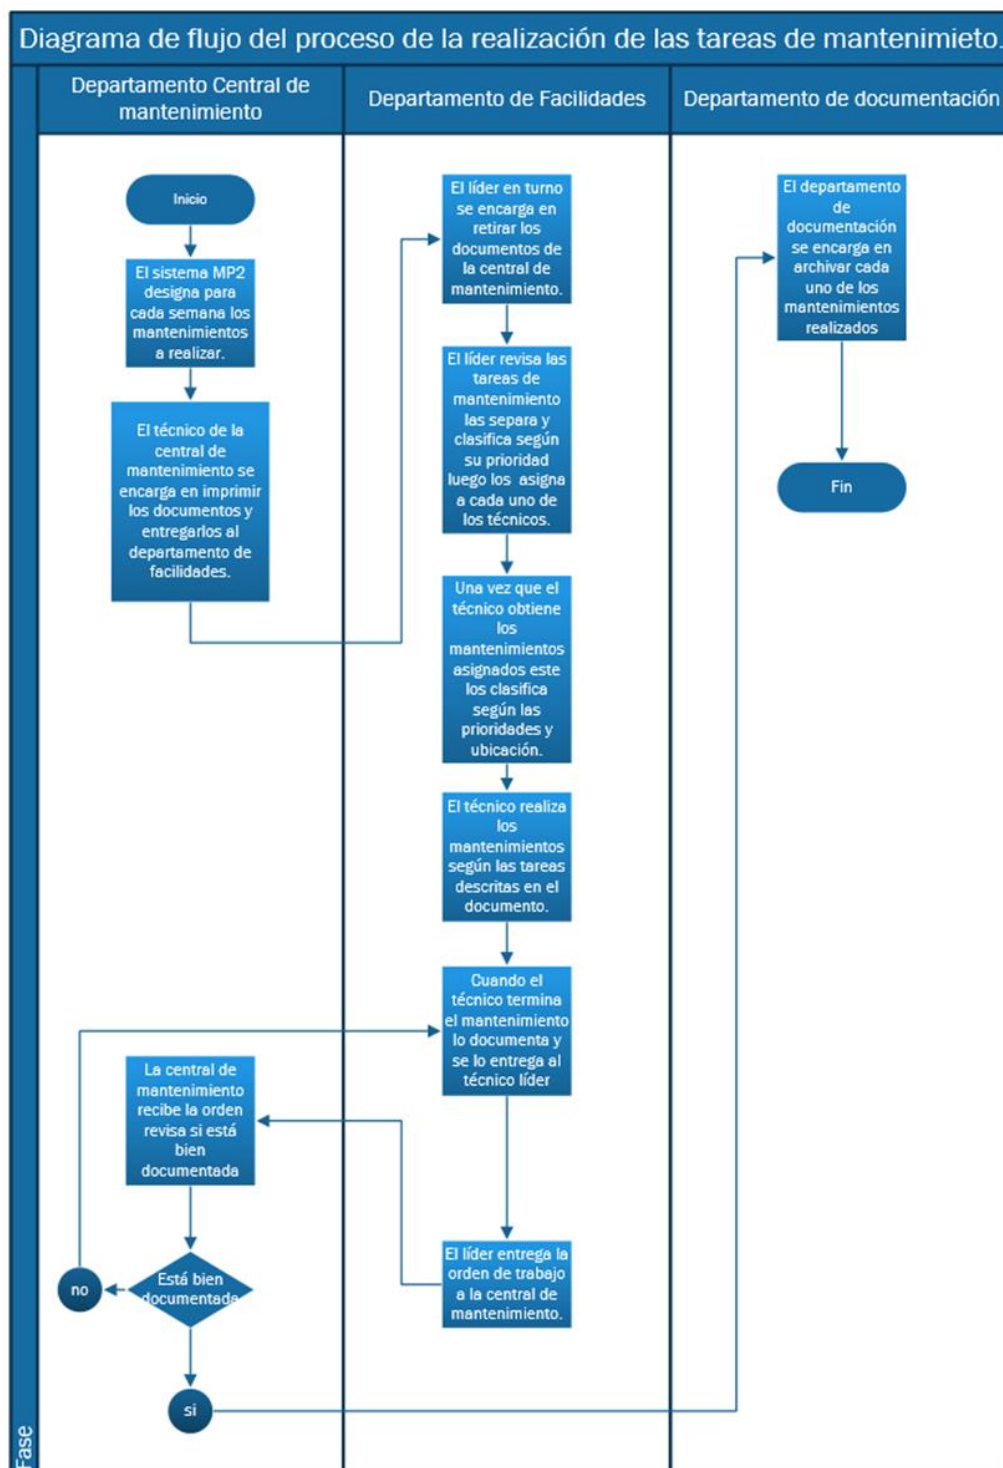 Diagrama de flujo del proceso de la realización de las tareas de mantenimieto.
Departamento Central de
mantenimiento
Departamento de Facilidades
Departamento de documentación
Inicio
El sistema MP2
designa para
cada semana los
mantenimientos
a realizar.
El técnico de la
central de
mantenimiento se
encarga en imprimir
los documentos y
entregarlos al
departamento de
facilidades.
El líder en turno
se encarga en
retirar los
documentos de
la central de
mantenimiento.
El líder revisa las
tareas de
mantenimiento
las separa y
clasifica según
su prioridad
luego los asigna
a cada uno de
los técnicos.
Una vez que el
técnico obtiene
los
mantenimientos
asignados este
los clasifica
según las
prioridades y
ubicación.
El técnico realiza
los
mantenimientos
según las tareas
descritas en el
documento.
Cuando el
técnico termina
el mantenimiento
lo documenta y
se lo entrega al
técnico líder
El líder entrega la
orden de trabajo
a la central de
mantenimiento.
La central de
mantenimiento
recibe la orden
revisa si está
bien
documentada
Está bien
documentada
no
si
El departamento
de
documentación
se encarga en
archivar cada
uno de los
mantenimientos
realizados
Fin
Fase